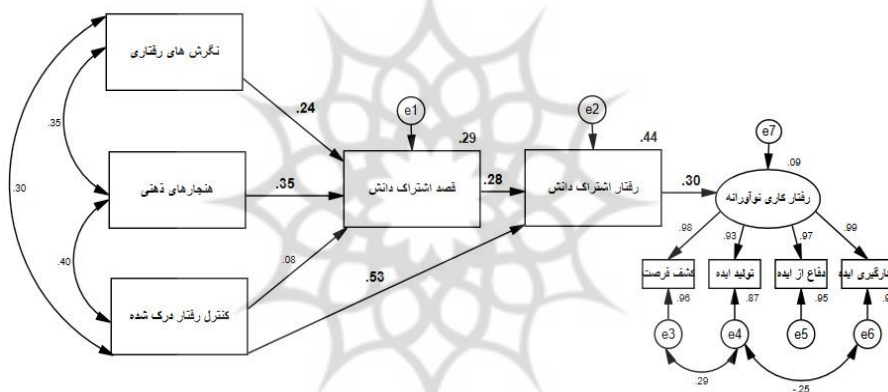 نگرش های رفتاری
.24
e1
e2
.44
.29
e7
.35
.30
هنجارهای ذهنی
.35
قصد اشتراک دانش
.28
رفتار اشتراک دانش
.30
.09
رفتار کاری نوآورانه
.98
.93
.97
.99
.40
.08
.53
کشف فرصت
تولید ایده
دفاع از ایده
کارگیری ایده
.96
.87
.95
کنترل رفتار درک شده
e3
e4
e5
e6
.29
-.25